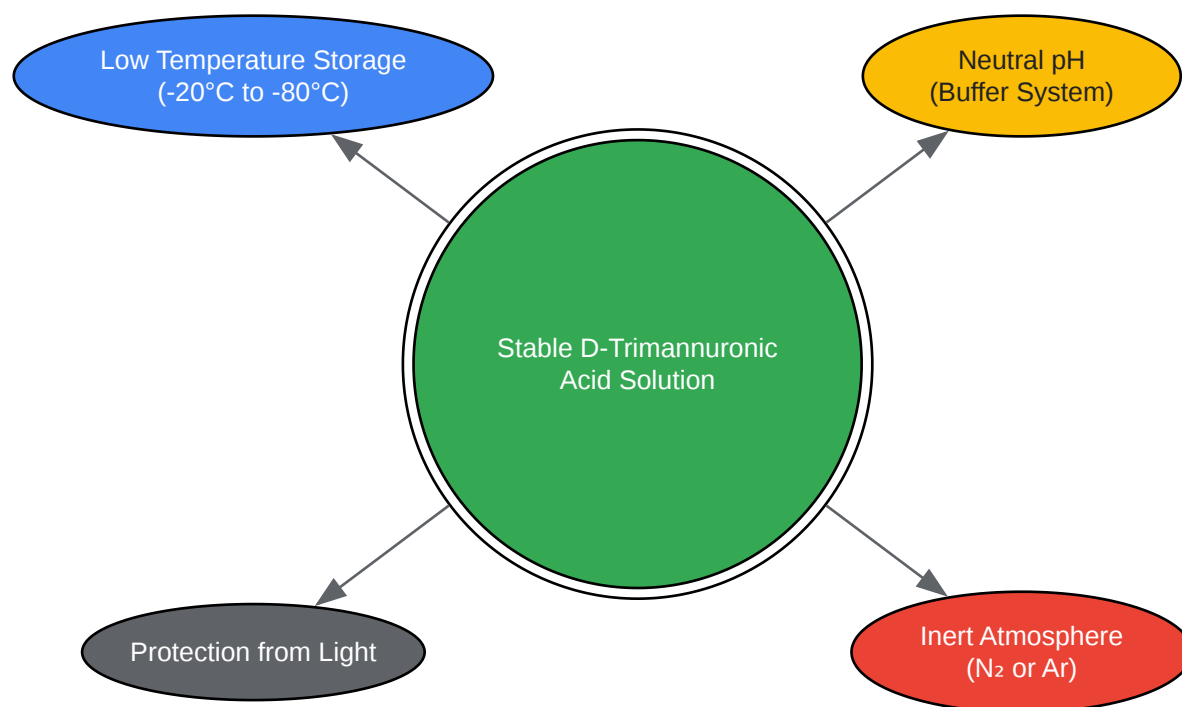 Low Temperature Storage
(-20°C to -80°C)
Neutral pH
(Buffer System)
Stable D-Trimannuronic
Acid Solution
Protection from Light
Inert Atmosphere
(N₂ or Ar)